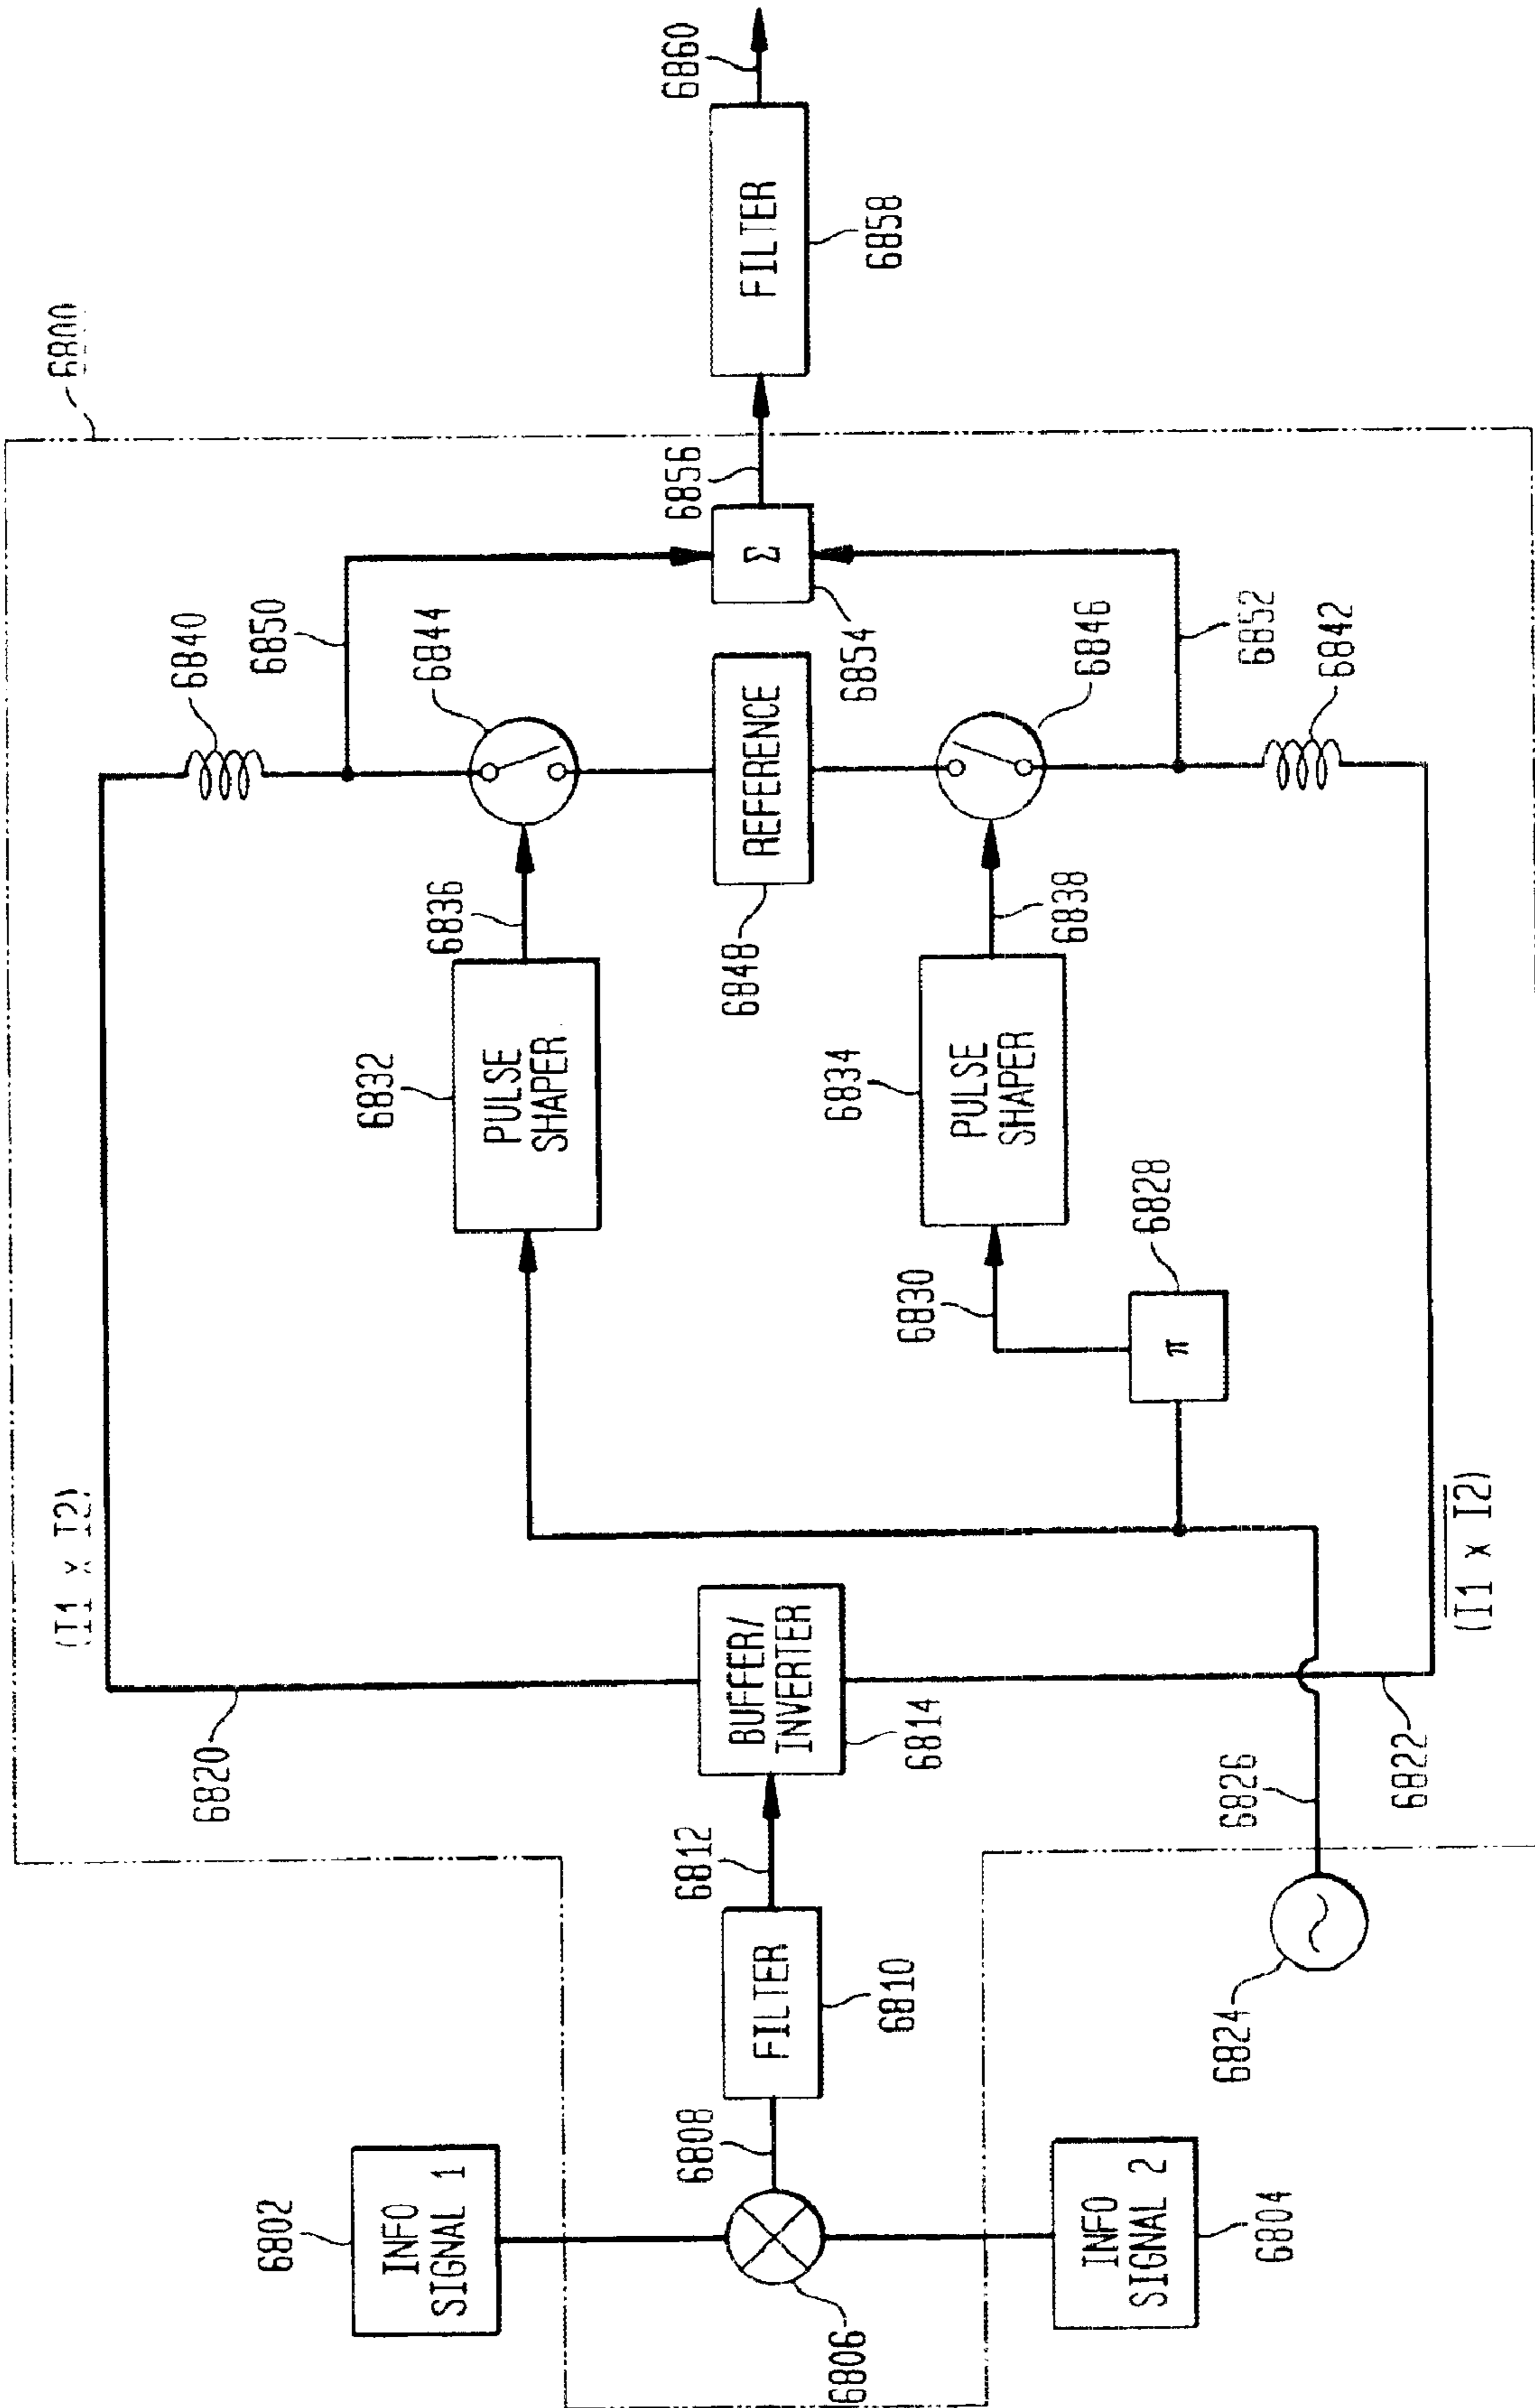 6800
(I1 x I2)
6820
6840
6850
6832
PULSE
SHAPER
6836
6844
6802
INFO
SIGNAL 1
6808
FILTER
6810
6812
BUFFER/
INVERTER
6814
6848
REFERENCE
Σ
6854
6856
FILTER
6858
6860
6806
6830
6834
PULSE
SHAPER
6838
6846
6852
6842
π
6828
INFO
SIGNAL 2
6804
6824
6826
6822
(I1 x I2)